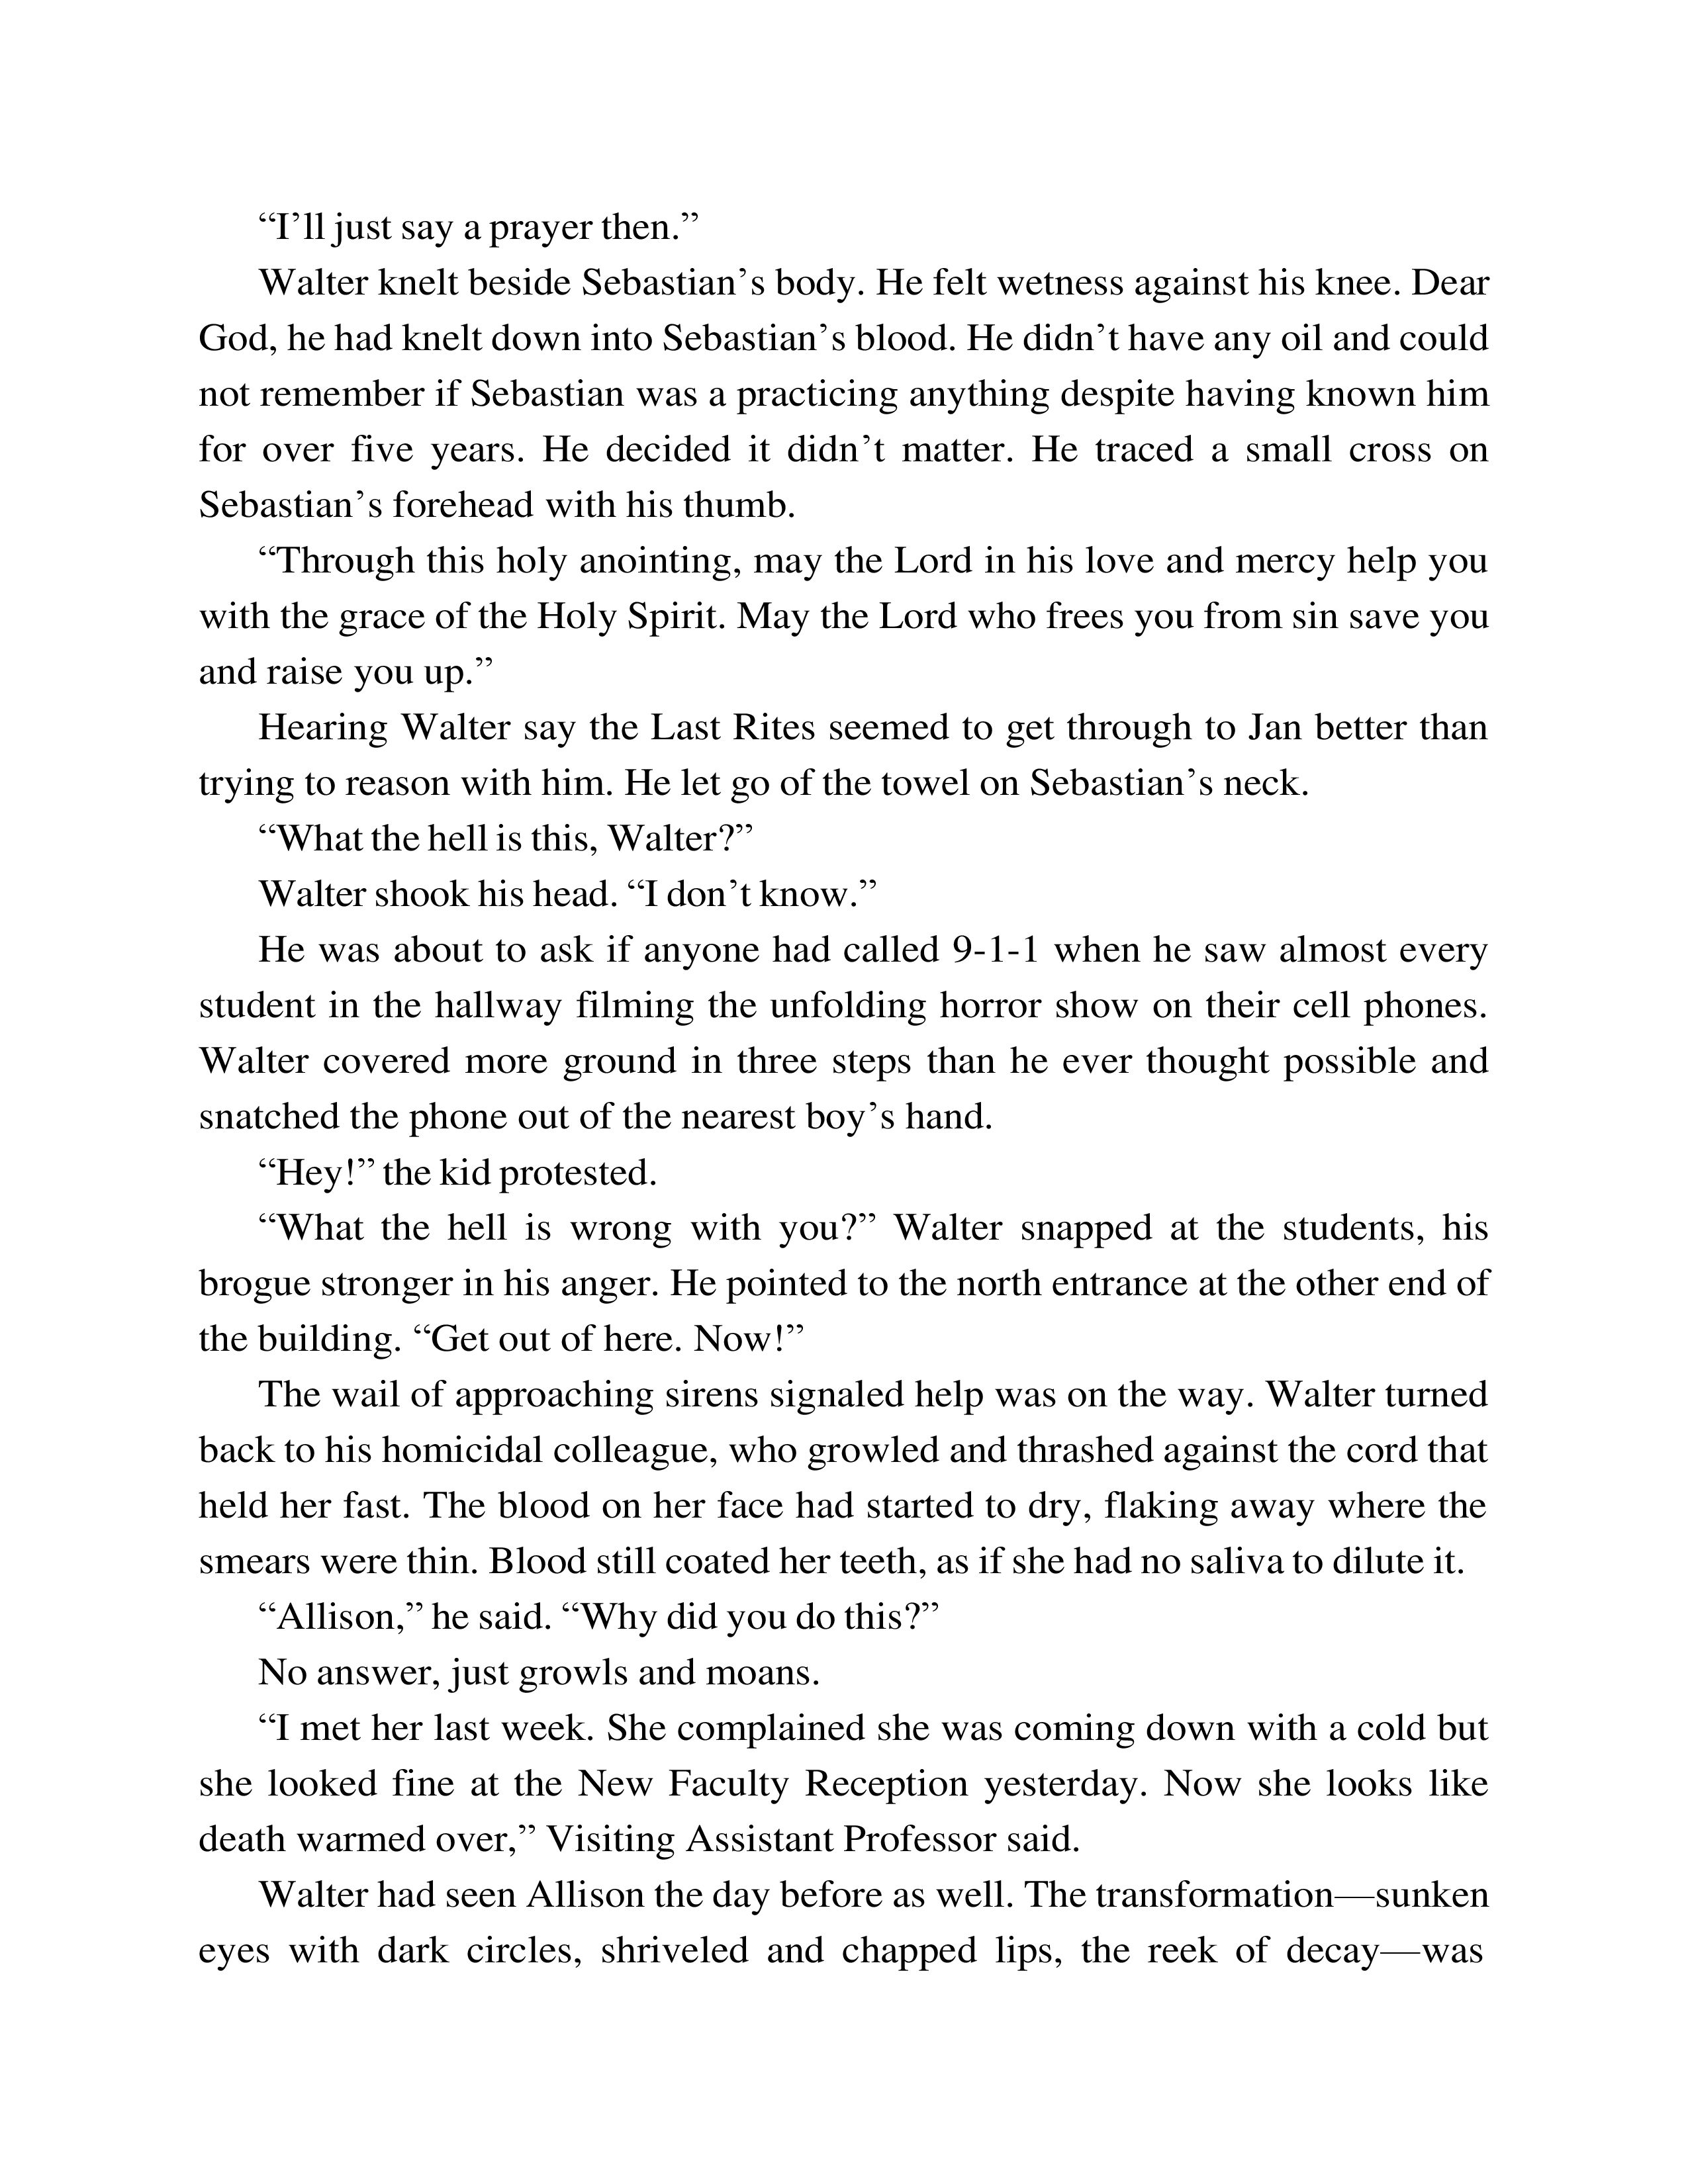 “I’ll just say a prayer then.”
Walter knelt beside Sebastian’s body. He felt wetness against his knee. Dear
God, he had knelt down into Sebastian’s blood. He didn’t have any oil and could
not remember if Sebastian was a practicing anything despite having known him
for over five years. He decided it didn’t matter. He traced a small cross on
Sebastian’s forehead with his thumb.
“Through this holy anointing, may the Lord in his love and mercy help you
with the grace of the Holy Spirit. May the Lord who frees you from sin save you
and raise you up.”
Hearing Walter say the Last Rites seemed to get through to Jan better than
trying to reason with him. He let go of the towel on Sebastian’s neck.
“What the hell is this, Walter?”
Walter shook his head. “I don’t know.”
He was about to ask if anyone had called 9-1-1 when he saw almost every
student in the hallway filming the unfolding horror show on their cell phones.
Walter covered more ground in three steps than he ever thought possible and
snatched the phone out of the nearest boy’s hand.
“Hey!” the kid protested.
“What the hell is wrong with you?” Walter snapped at the students, his
brogue stronger in his anger. He pointed to the north entrance at the other end of
the building. “Get out of here. Now!”
The wail of approaching sirens signaled help was on the way. Walter turned
back to his homicidal colleague, who growled and thrashed against the cord that
held her fast. The blood on her face had started to dry, flaking away where the
smears were thin. Blood still coated her teeth, as if she had no saliva to dilute it.
“Allison,” he said. “Why did you do this?”
No answer, just growls and moans.
“I met her last week. She complained she was coming down with a cold but
she looked fine at the New Faculty Reception yesterday. Now she looks like
death warmed over,” Visiting Assistant Professor said.
Walter had seen Allison the day before as well. The transformation—sunken
eyes with dark circles, shriveled and chapped lips, the reek of decay—was